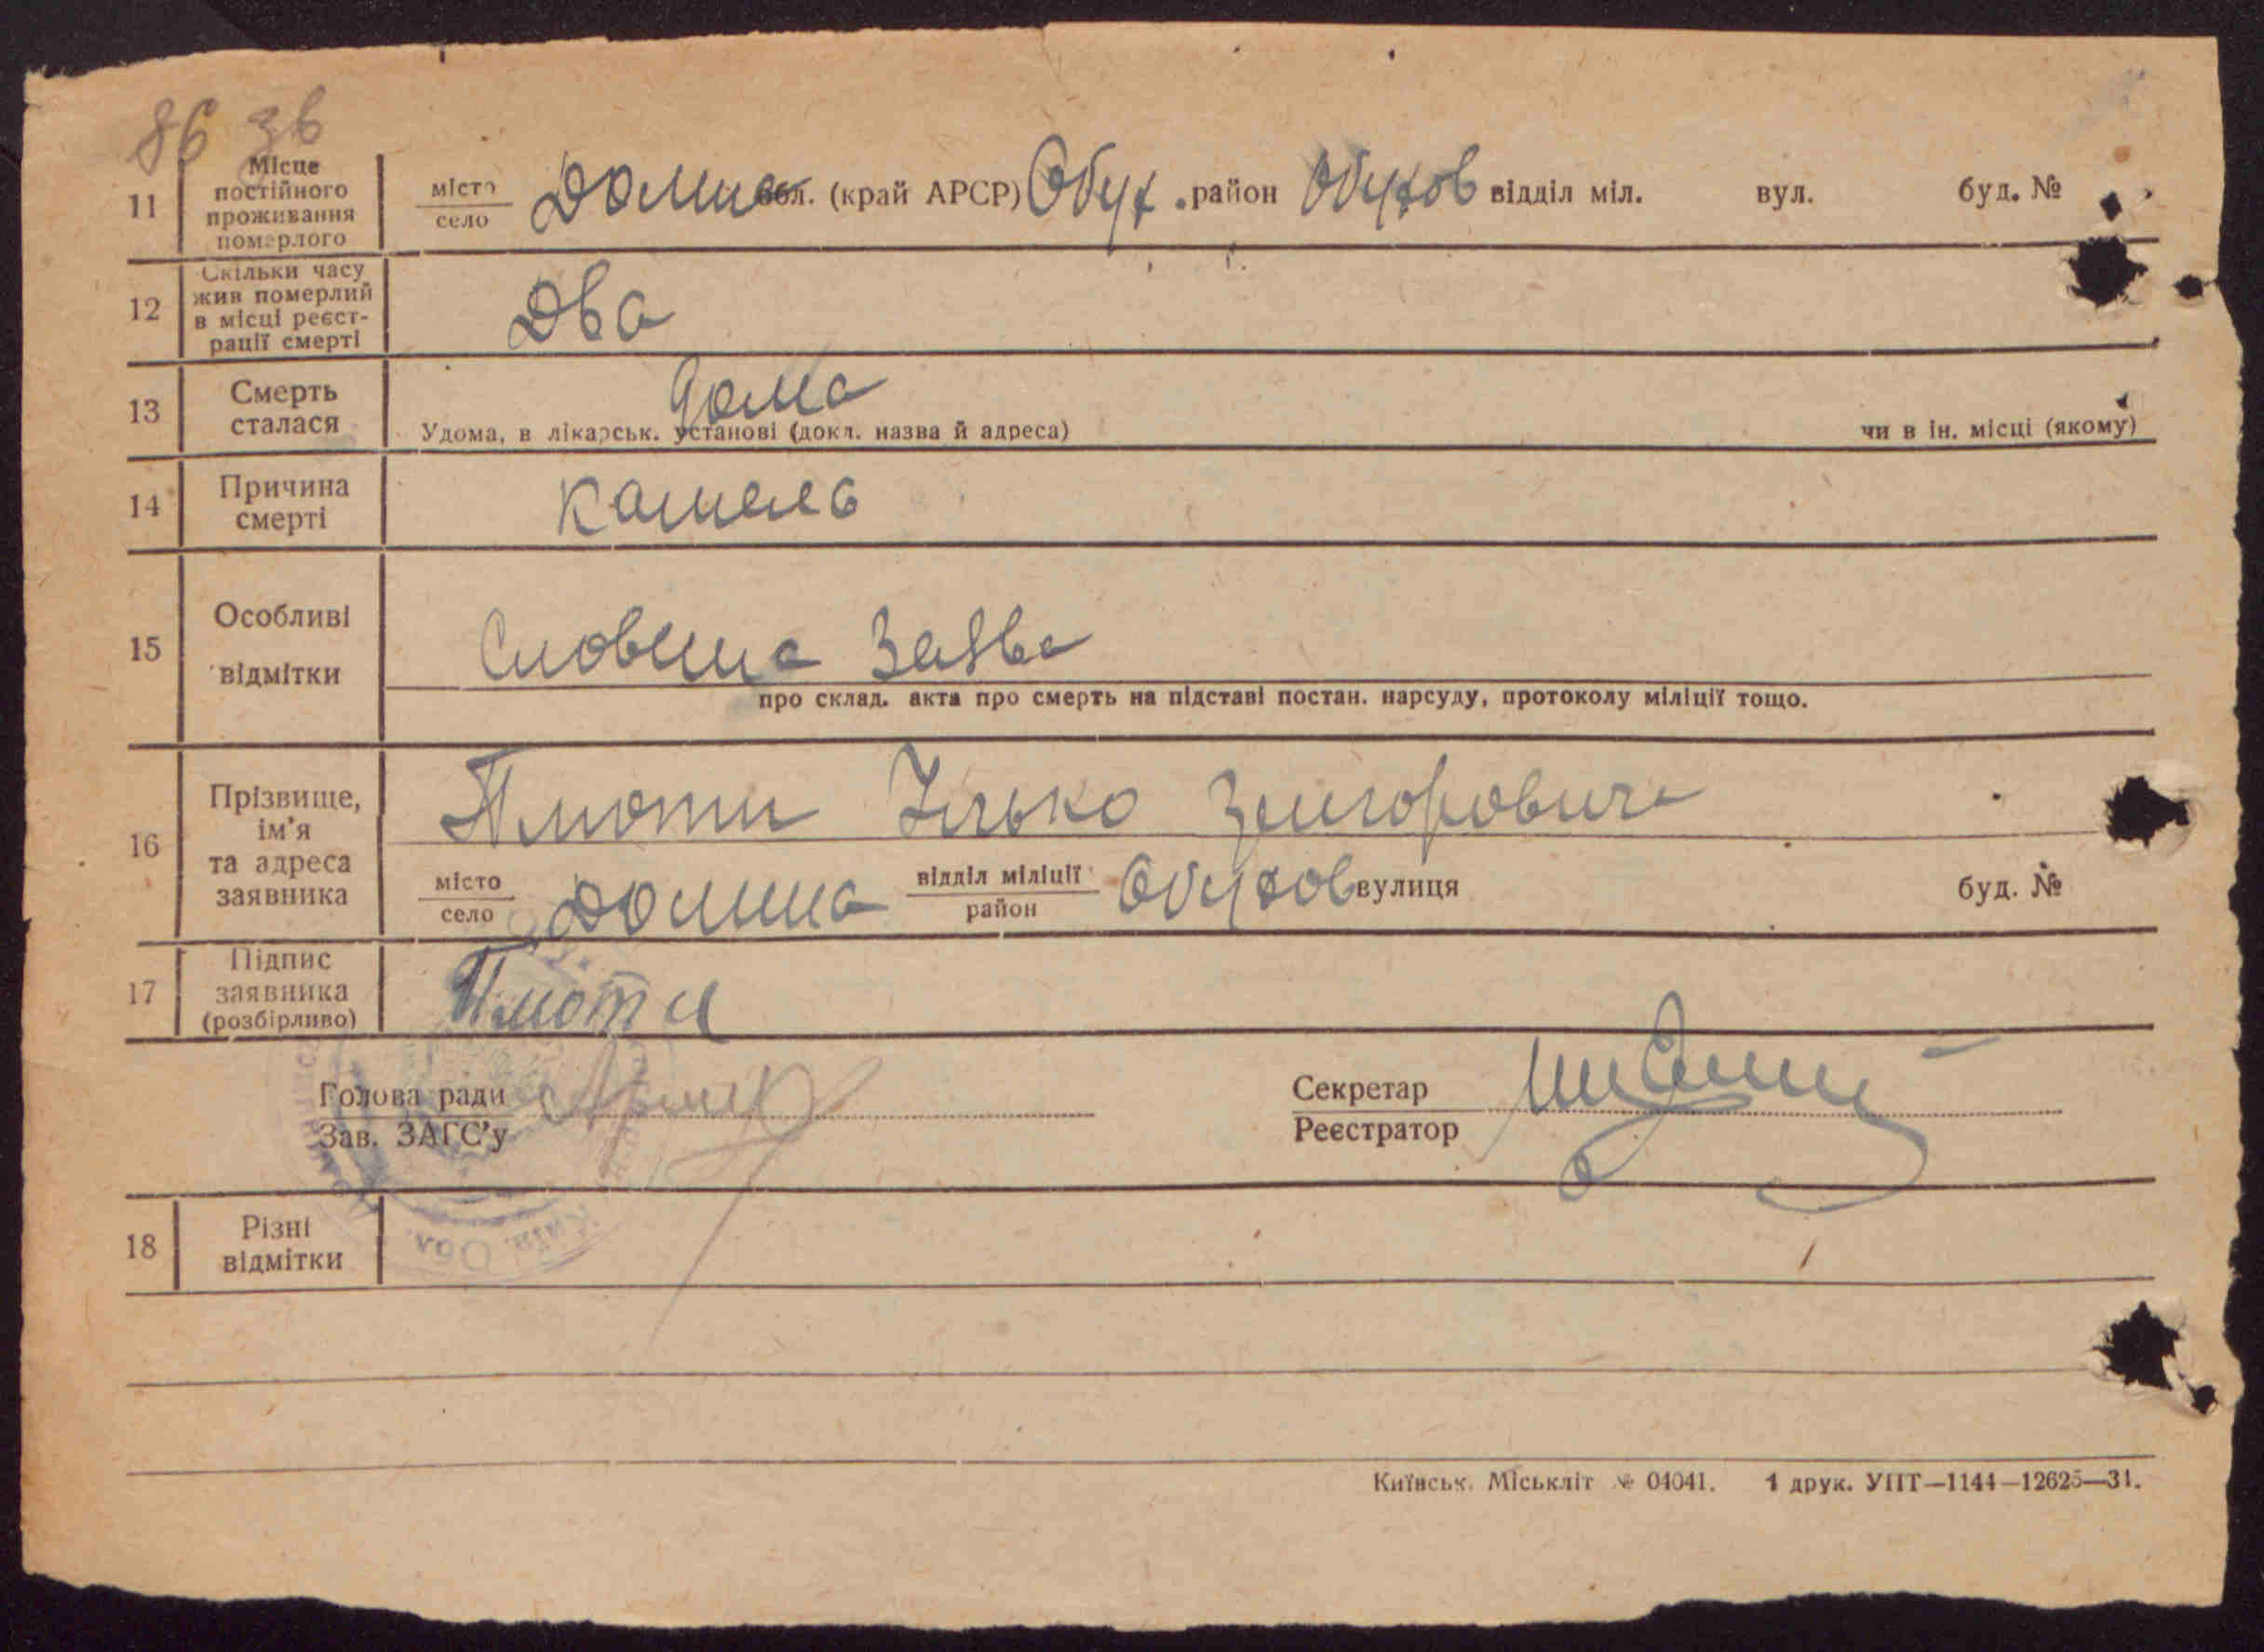 86 зв
11 Місце постійного проживання померлого місто село Долина обл. (край АРСР) Обух. район Обухов відділ міл. вул. буд. №
12 Скільки часу жив померлий в місці реєстрації смерті Два
13 Смерть сталася дома
Удома, в лікарськ. установі (докл. назва й адреса) чи в ін. місці (якому)
14 Причина смерті кашель
15 Особливі відмітки Словесна Заява
про склад. акта про смерть на підставі постан. нарсуду, протоколу міліції тощо.
16 Прізвище, ім'я та адреса заявника
місто село Долина відділ міліції район Обухов вулиця буд. №
17 Підпис заявника (розбірливо)
Голова ради Секретар
Зав. ЗАГС'у Реєстратор
Київ. Обл.
18 Різні відмітки
Київськ. Міськліт № 04041. 1 друк. УПТ—1144—12625—31.